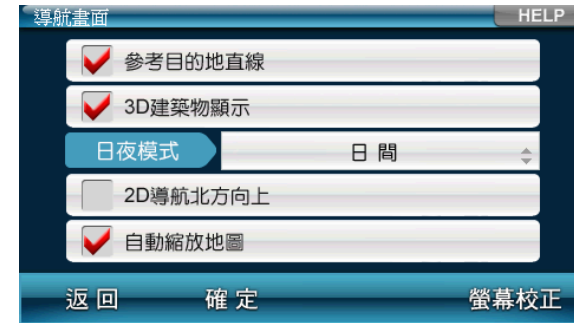 導航畫面 HELP
參考目的地直線
3D建築物顯示
日夜模式 日間
2D導航北方向上
自動縮放地圖
返回 確定 螢幕校正